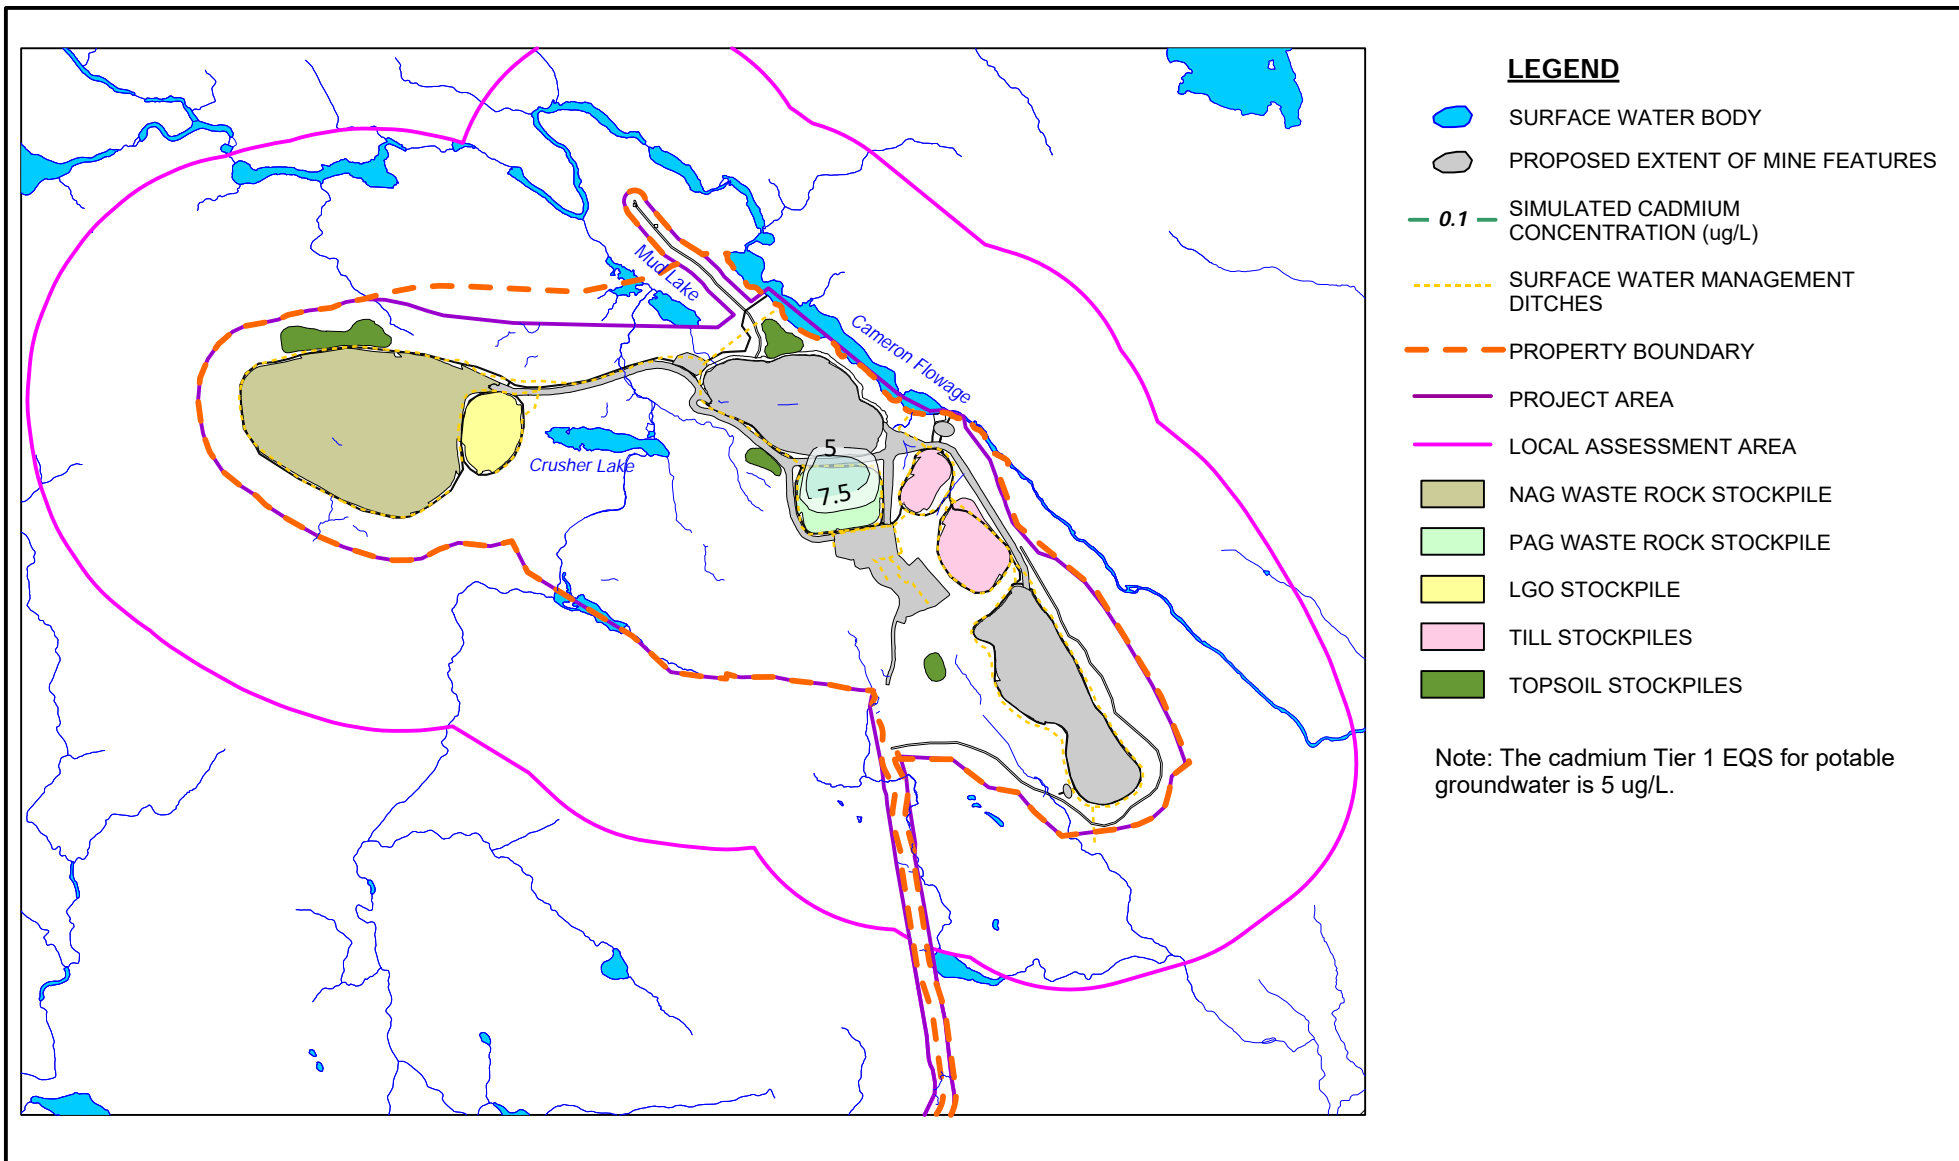 LEGEND
SURFACE WATER BODY
PROPOSED EXTENT OF MINE FEATURES
0.1
SIMULATED CADMIUM
CONCENTRATION (ug/L)
SURFACE WATER MANAGEMENT
DITCHES
PROPERTY BOUNDARY
PROJECT AREA
LOCAL ASSESSMENT AREA
NAG WASTE ROCK STOCKPILE
PAG WASTE ROCK STOCKPILE
LGO STOCKPILE
TILL STOCKPILES
TOPSOIL STOCKPILES
Note: The cadmium Tier 1 EQS for potable
groundwater is 5 ug/L.
Mud Lake
Cameron Flowage
Crusher Lake
5
7.5